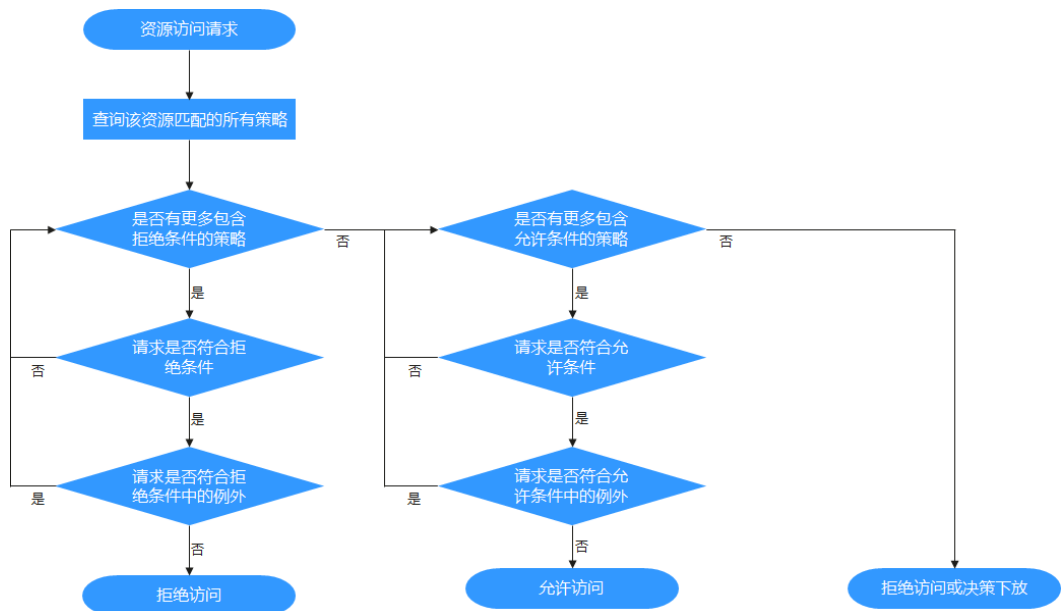 资源访问请求
查询该资源匹配的所有策略
是否有更多包含
拒绝条件的策略
否
是否有更多包含
允许条件的策略
否
是
是
请求是否符合拒
绝条件
否
请求是否符合允
许条件
否
是
是
请求是否符合拒
绝条件中的例外
是
请求是否符合允
许条件中的例外
是
否
否
拒绝访问
允许访问
拒绝访问或决策下放